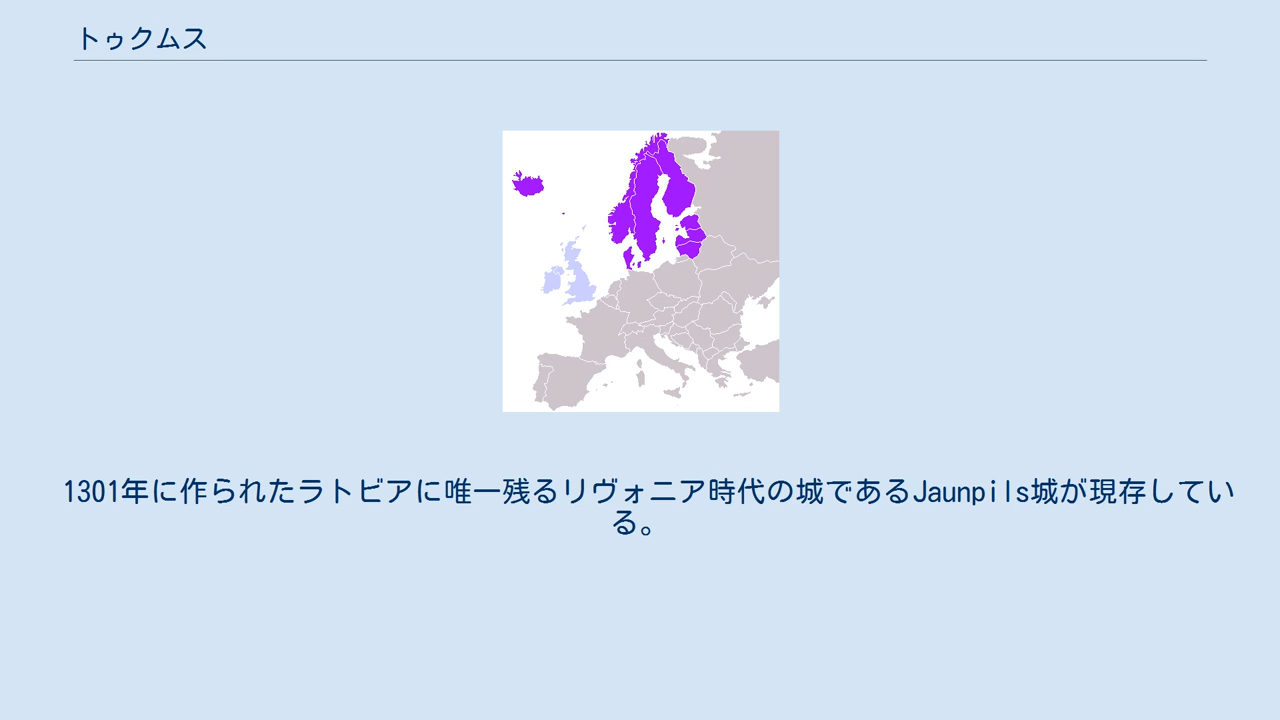 トゥクムス
1301年に作られたラトビアに唯一残るリヴォニア時代の城であるJaunpils城が現存してい
る。